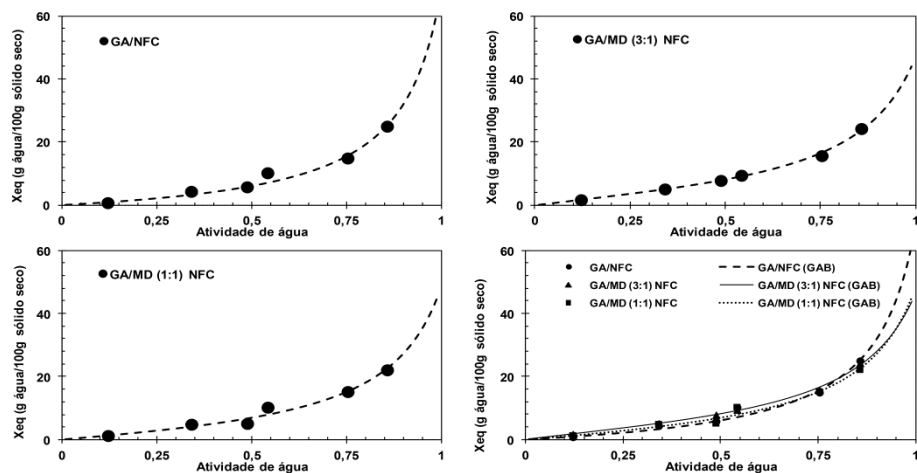 60
40
20
0
Xeq (g água/100g sólido seco)
GA/NFC
0 0,25 0,5 0,75 1
Atividade de água
60
40
20
0
Xeq (g água/100g sólido seco)
GA/MD (3:1) NFC
0 0,25 0,5 0,75 1
Atividade de água
60
40
20
0
Xeq (g água/100g sólido seco)
GA/MD (1:1) NFC
0 0,25 0,5 0,75 1
Atividade de água
60
40
20
0
Xeq (g água/100g sólido seco)
GA/NFC GA/NFC (GAB)
GA/MD (3:1) NFC GA/MD (3:1) NFC (GAB)
GA/MD (1:1) NFC GA/MD (1:1) NFC (GAB)
0 0,25 0,5 0,75 1
Atividade de água